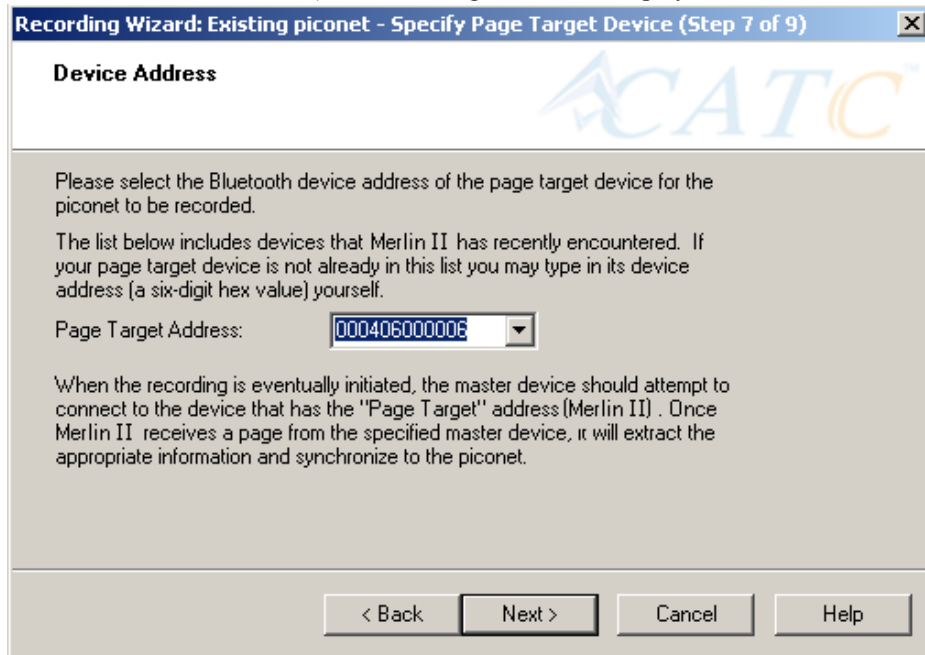 Recording Wizard: Existing piconet - Specify Page Target Device (Step 7 of 9)
Device Address
CATC
Please select the Bluetooth device address of the page target device for the
piconet to be recorded.
The list below includes devices that Merlin II has recently encountered. If
your page target device is not already in this list you may type in its device
address (a six-digit hex value) yourself.
Page Target Address: 000406000006
When the recording is eventually initiated, the master device should attempt to
connect to the device that has the "Page Target" address (Merlin II) . Once
Merlin II receives a page from the specified master device, it will extract the
appropriate information and synchronize to the piconet.
< Back Next > Cancel Help